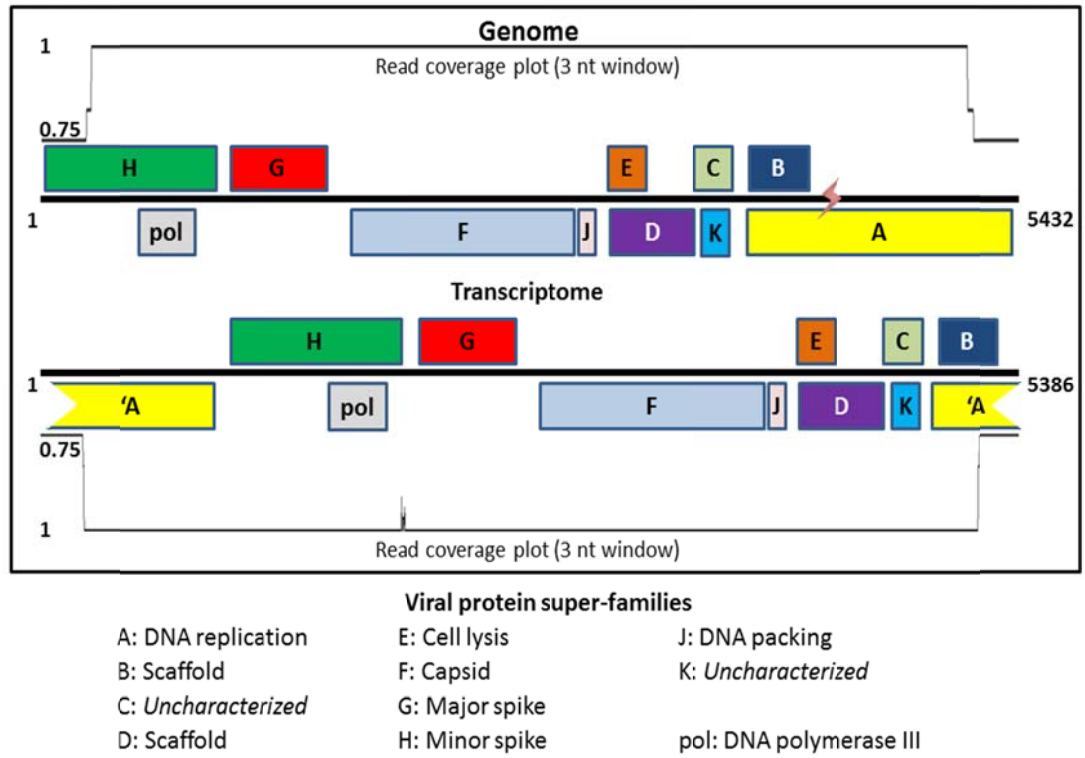 Genome
1
Read coverage plot (3 nt window)
0.75
H G E C B
1 5432
pol F J D K A
Transcriptome
H G E C B
1 5386
‘A pol F J D K ‘A
0.75
1
Read coverage plot (3 nt window)
Viral protein super-families
A: DNA replication E: Cell lysis J: DNA packing
B: Scaffold F: Capsid K: Uncharacterized
C: Uncharacterized G: Major spike
D: Scaffold H: Minor spike pol: DNA polymerase III